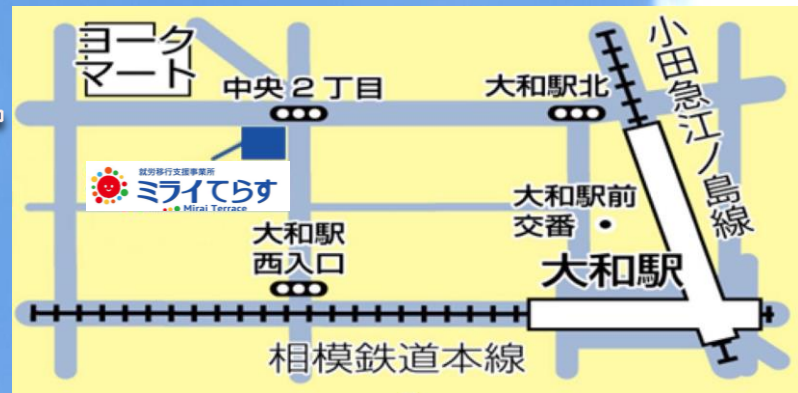 ヨーク
マート
中央2丁目
大和駅北
小田急江ノ島線
就労移行支援事業所
ミライてらす
Mirai Terrace
大和駅前
交番
大和駅
西入口
大和駅
相模鉄道本線